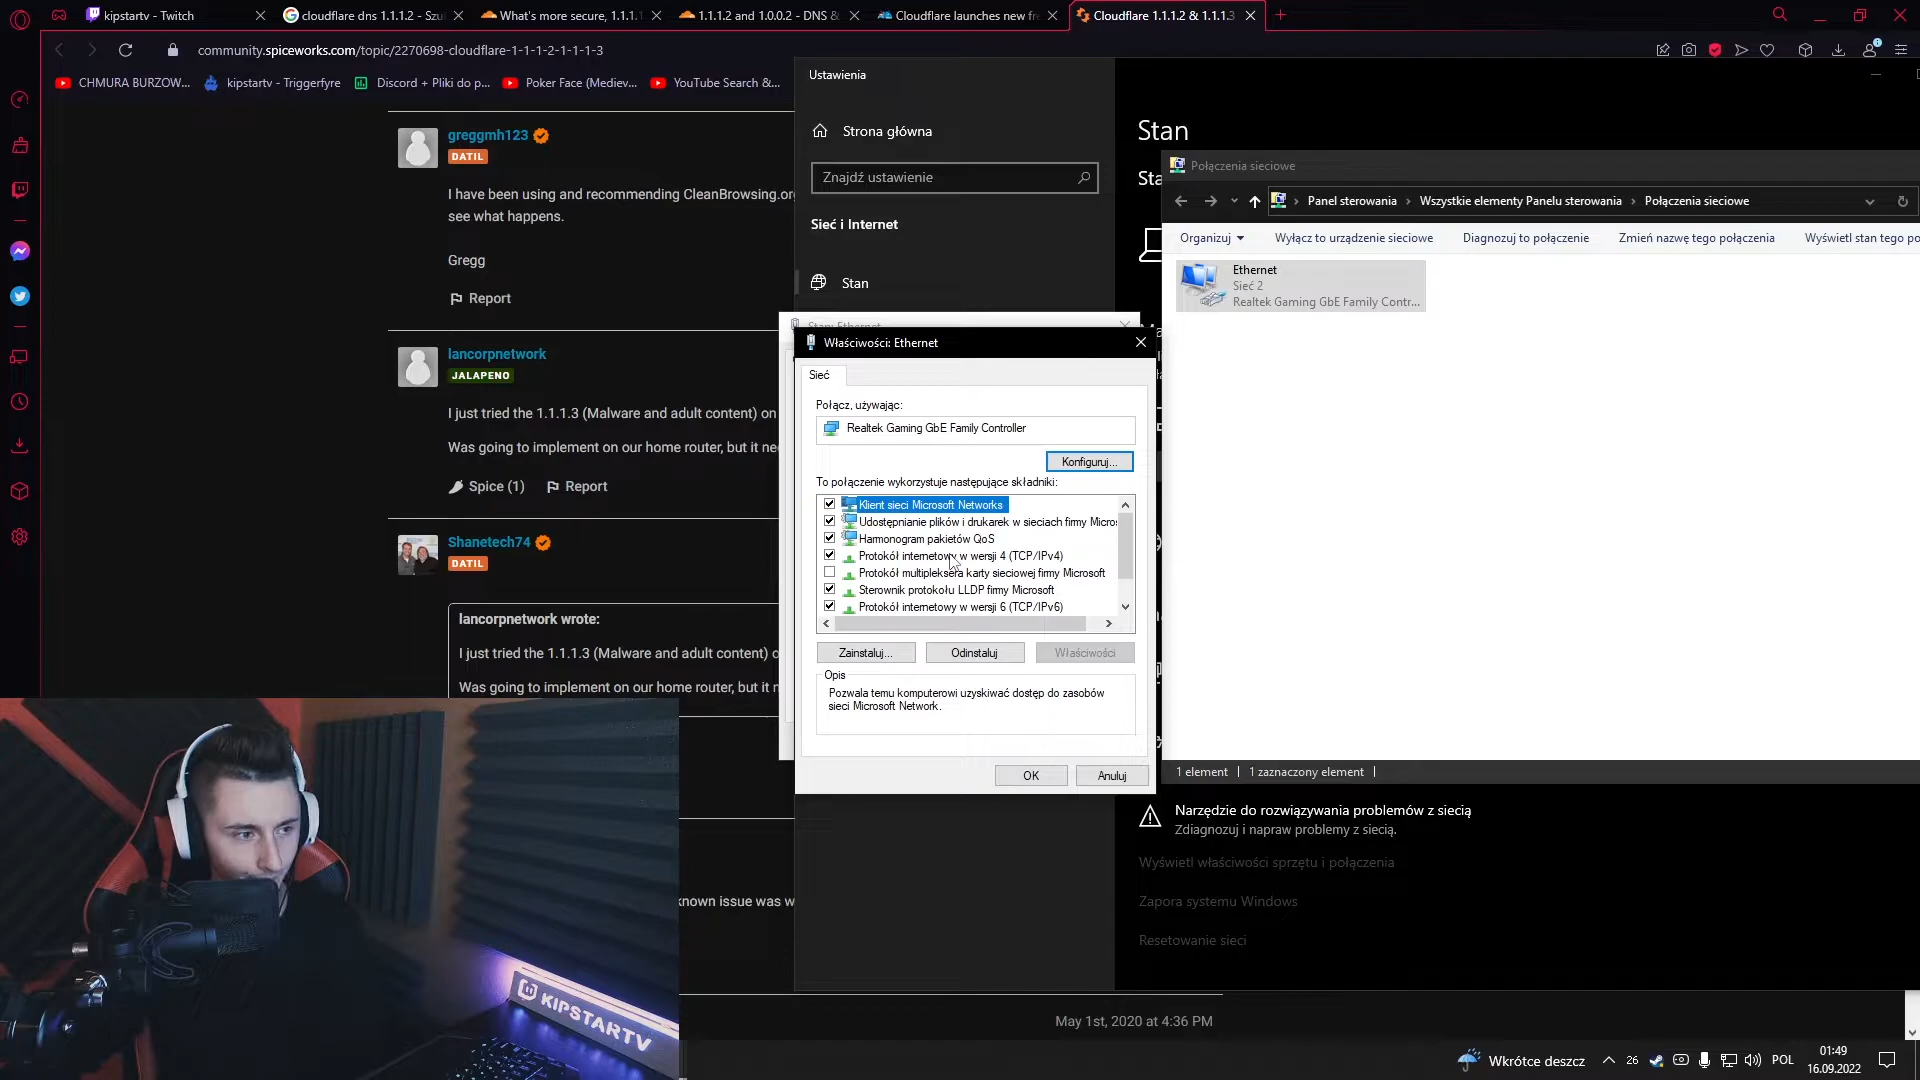 kipstartv - Twitch
cloudflare dns 1.1.1.2 - Szu
What's more secure, 1.1.1.
1.1.1.2 and 1.0.0.2 - DNS &
Cloudflare launches new fr
Cloudflare 1.1.1.2 & 1.1.1.3
community.spiceworks.com/topic/2270698-cloudflare-1-1-1-2-1-1-1-3
CHMURA BURZOW...
kipstartv - Triggerfyre
Discord + Pliki do p...
Poker Face (Mediev...
YouTube Search &...
greggmh123
DATIL
I have been using and recommending CleanBrowsing.or
see what happens.
Gregg
Report
lancorpnetwork
JALAPENO
I just tried the 1.1.1.3 (Malware and adult content) on
Was going to implement on our home router, but it ne
Spice (1)
Report
Shanetech74
DATIL
lancorpnetwork wrote:
I just tried the 1.1.1.3 (Malware and adult content) o
Was going to implement on our home router, but it n
known issue was w
May 1st, 2020 at 4:36 PM
Ustawienia
Strona główna
Znajdź ustawienie
Sieć i Internet
Stan
Stan
Sta
Połączenia sieciowe
Panel sterowania
Wszystkie elementy Panelu sterowania
Połączenia sieciowe
Organizuj
Wyłącz to urządzenie sieciowe
Diagnozuj to połączenie
Zmień nazwę tego połączenia
Wyświetl stan tego po
Ethernet
Sieć 2
Realtek Gaming GbE Family Contr...
1 element
1 zaznaczony element
Stan: Ethernet
Właściwości: Ethernet
Sieć
Połącz, używając:
Realtek Gaming GbE Family Controller
Konfiguruj...
To połączenie wykorzystuje następujące składniki:
Klient sieci Microsoft Networks
Udostępnianie plików i drukarek w sieciach firmy Micros
Harmonogram pakietów QoS
Protokół internetowy w wersji 4 (TCP/IPv4)
Protokół multipleksera karty sieciowej firmy Microsoft
Sterownik protokołu LLDP firmy Microsoft
Protokół internetowy w wersji 6 (TCP/IPv6)
Zainstaluj...
Odinstaluj
Właściwości
Opis
Pozwala temu komputerowi uzyskiwać dostęp do zasobów
sieci Microsoft Network.
OK
Anuluj
Narzędzie do rozwiązywania problemów z siecią
Zdiagnozuj i napraw problemy z siecią.
Wyświetl właściwości sprzętu i połączenia
Zapora systemu Windows
Resetowanie sieci
KIPSTARTV
Wkrótce deszcz
26
POL
01:49
16.09.2022